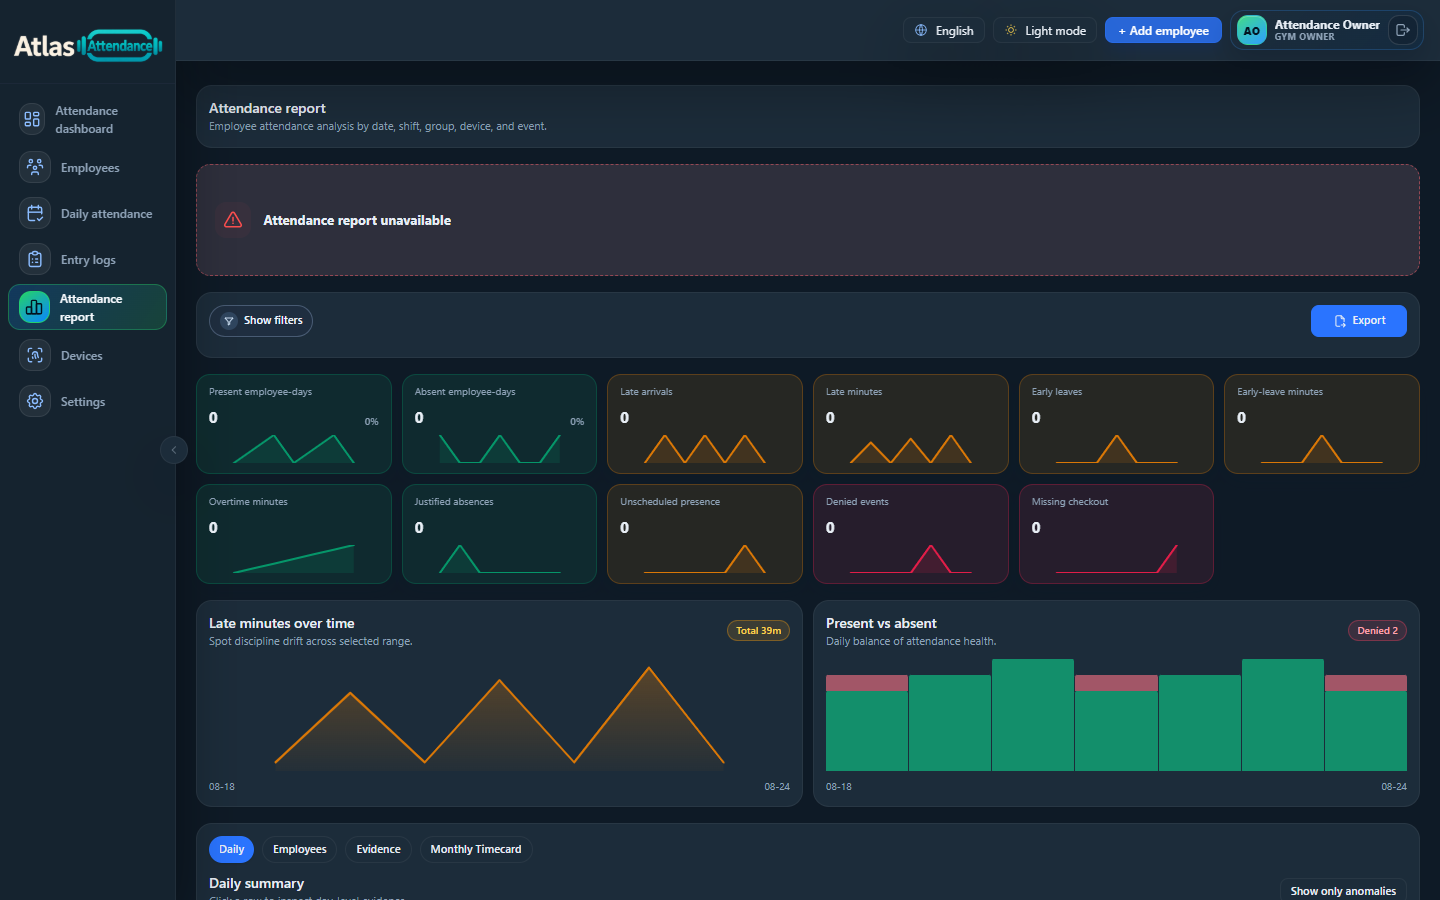 Atlas Attendance
English
Light mode
+ Add employee
AO
Attendance Owner
GYM OWNER
Attendance
dashboard
Employees
Daily attendance
Entry logs
Attendance
report
Devices
Settings
Attendance report
Employee attendance analysis by date, shift, group, device, and event.
Attendance report unavailable
Show filters
Export
Present employee-days
0
0%
Absent employee-days
0
0%
Late arrivals
0
Late minutes
0
Early leaves
0
Early-leave minutes
0
Overtime minutes
0
Justified absences
0
Unscheduled presence
0
Denied events
0
Missing checkout
0
Late minutes over time
Spot discipline drift across selected range.
Total 39m
08-18
08-24
Present vs absent
Daily balance of attendance health.
Denied 2
08-18
08-24
Daily
Employees
Evidence
Monthly Timecard
Daily summary
Show only anomalies